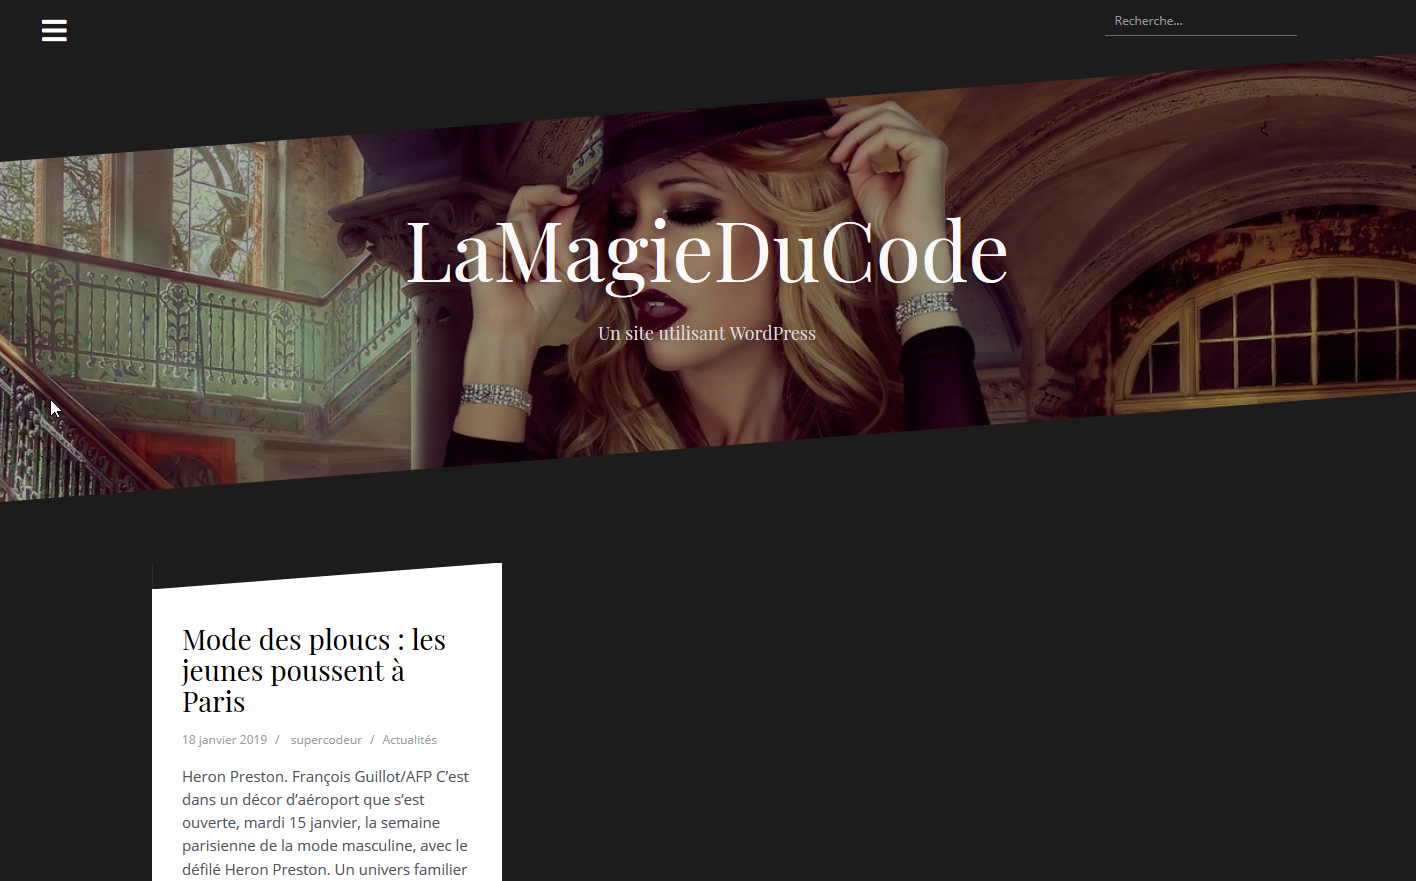 Recherche...
LaMagieDuCode
Un site utilisant WordPress
Mode des ploucs : les
jeunes poussent à
Paris
18 janvier 2019 / supercodeur / Actualités
Heron Preston. François Guillot/AFP C’est
dans un décor d’aéroport que s’est
ouverte, mardi 15 janvier, la semaine
parisienne de la mode masculine, avec le
défilé Heron Preston. Un univers familier